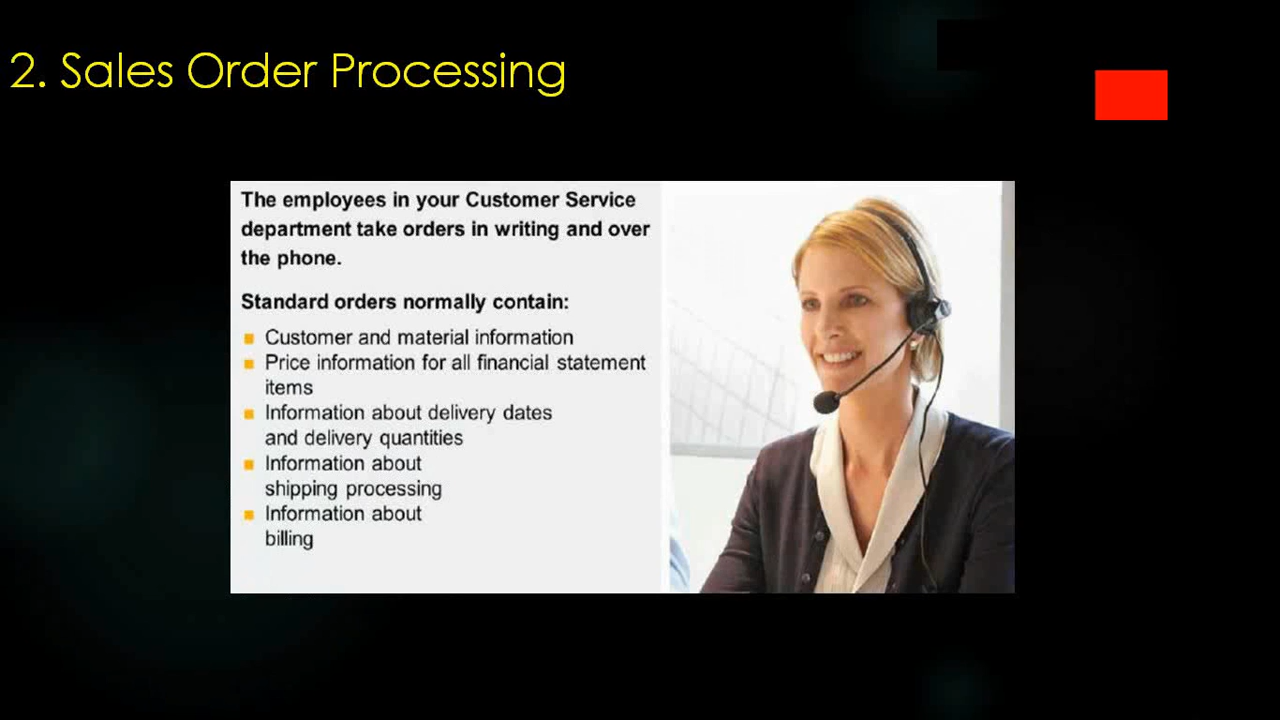 2. Sales Order Processing
The employees in your Customer Service
department take orders in writing and over
the phone.
Standard orders normally contain:
Customer and material information
Price information for all financial statement
items
Information about delivery dates
and delivery quantities
Information about
shipping processing
Information about
billing